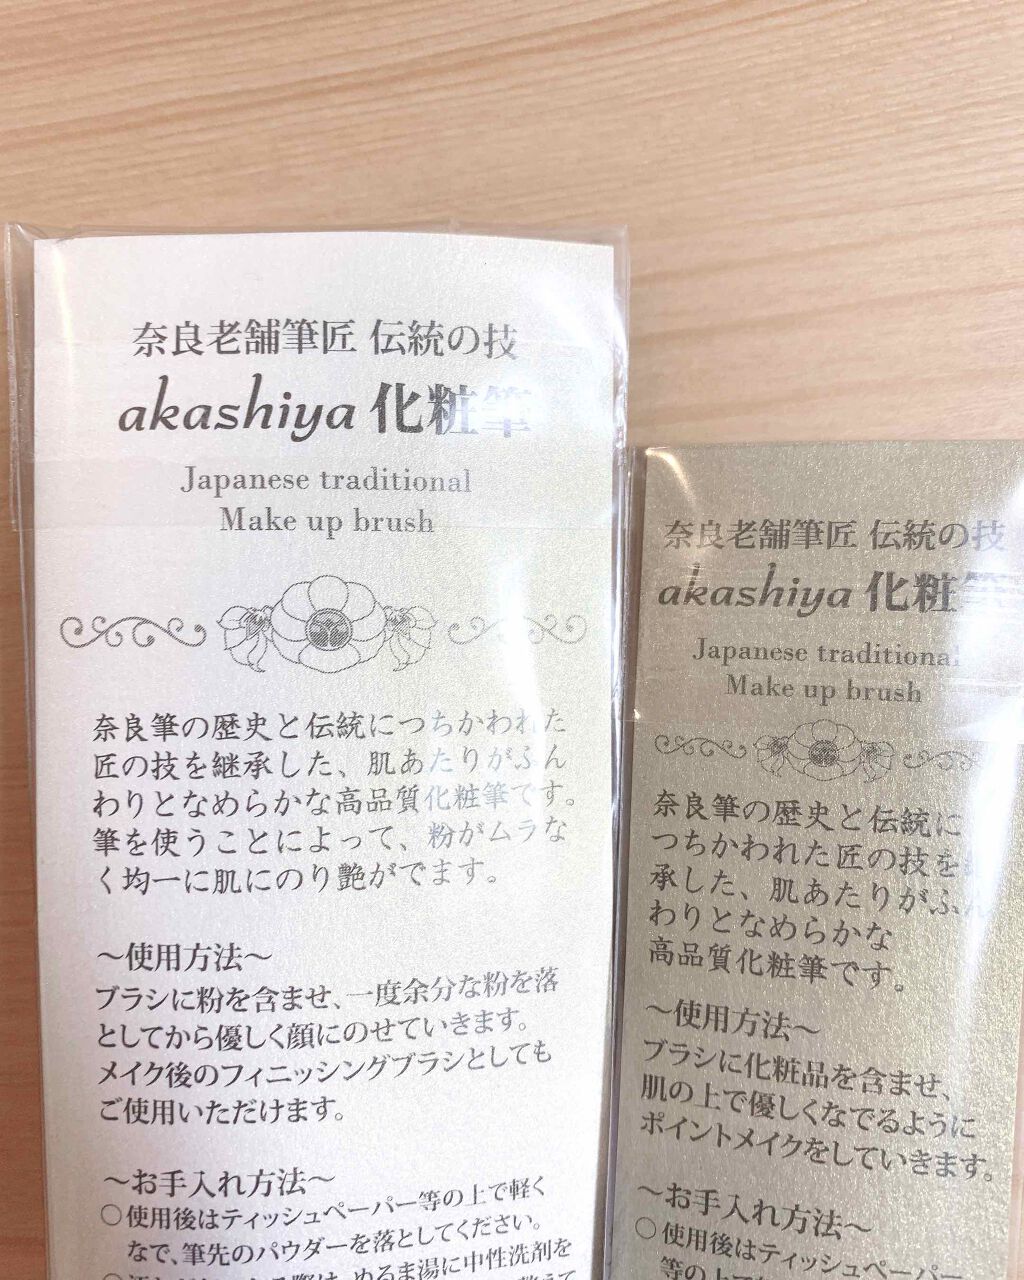 奈良老舗筆匠 伝統の技
akashiya 化粧筆
Japanese traditional
Make up brush
奈良筆の歴史と伝統につちかわれた
匠の技を継承した、肌あたりがふん
わりとなめらかな高品質化粧筆です。
筆を使うことによって、粉がムラな
く均一に肌にのり艶がでます。
～使用方法～
ブラシに粉を含ませ、一度余分な粉を落
としてから優しく顔にのせていきます。
メイク後のフィニッシングブラシとしても
ご使用いただけます。
～お手入れ方法～
○使用後はティッシュペーパー等の上で軽く
なで、筆先のパウダーを落としてください。
ぬるま湯に中性洗剤を
奈良老舗筆匠 伝統の技
akashiya 化粧筆
Japanese traditional
Make up brush
奈良筆の歴史と伝統に
つちかわれた匠の技を継
承した、肌あたりがふん
わりとなめらかな
高品質化粧筆です。
～使用方法～
ブラシに化粧品を含ませ、
肌の上で優しくなでるように
ポイントメイクをしていきます。
～お手入れ方法～
○使用後はティッシュペーパー
等の上で